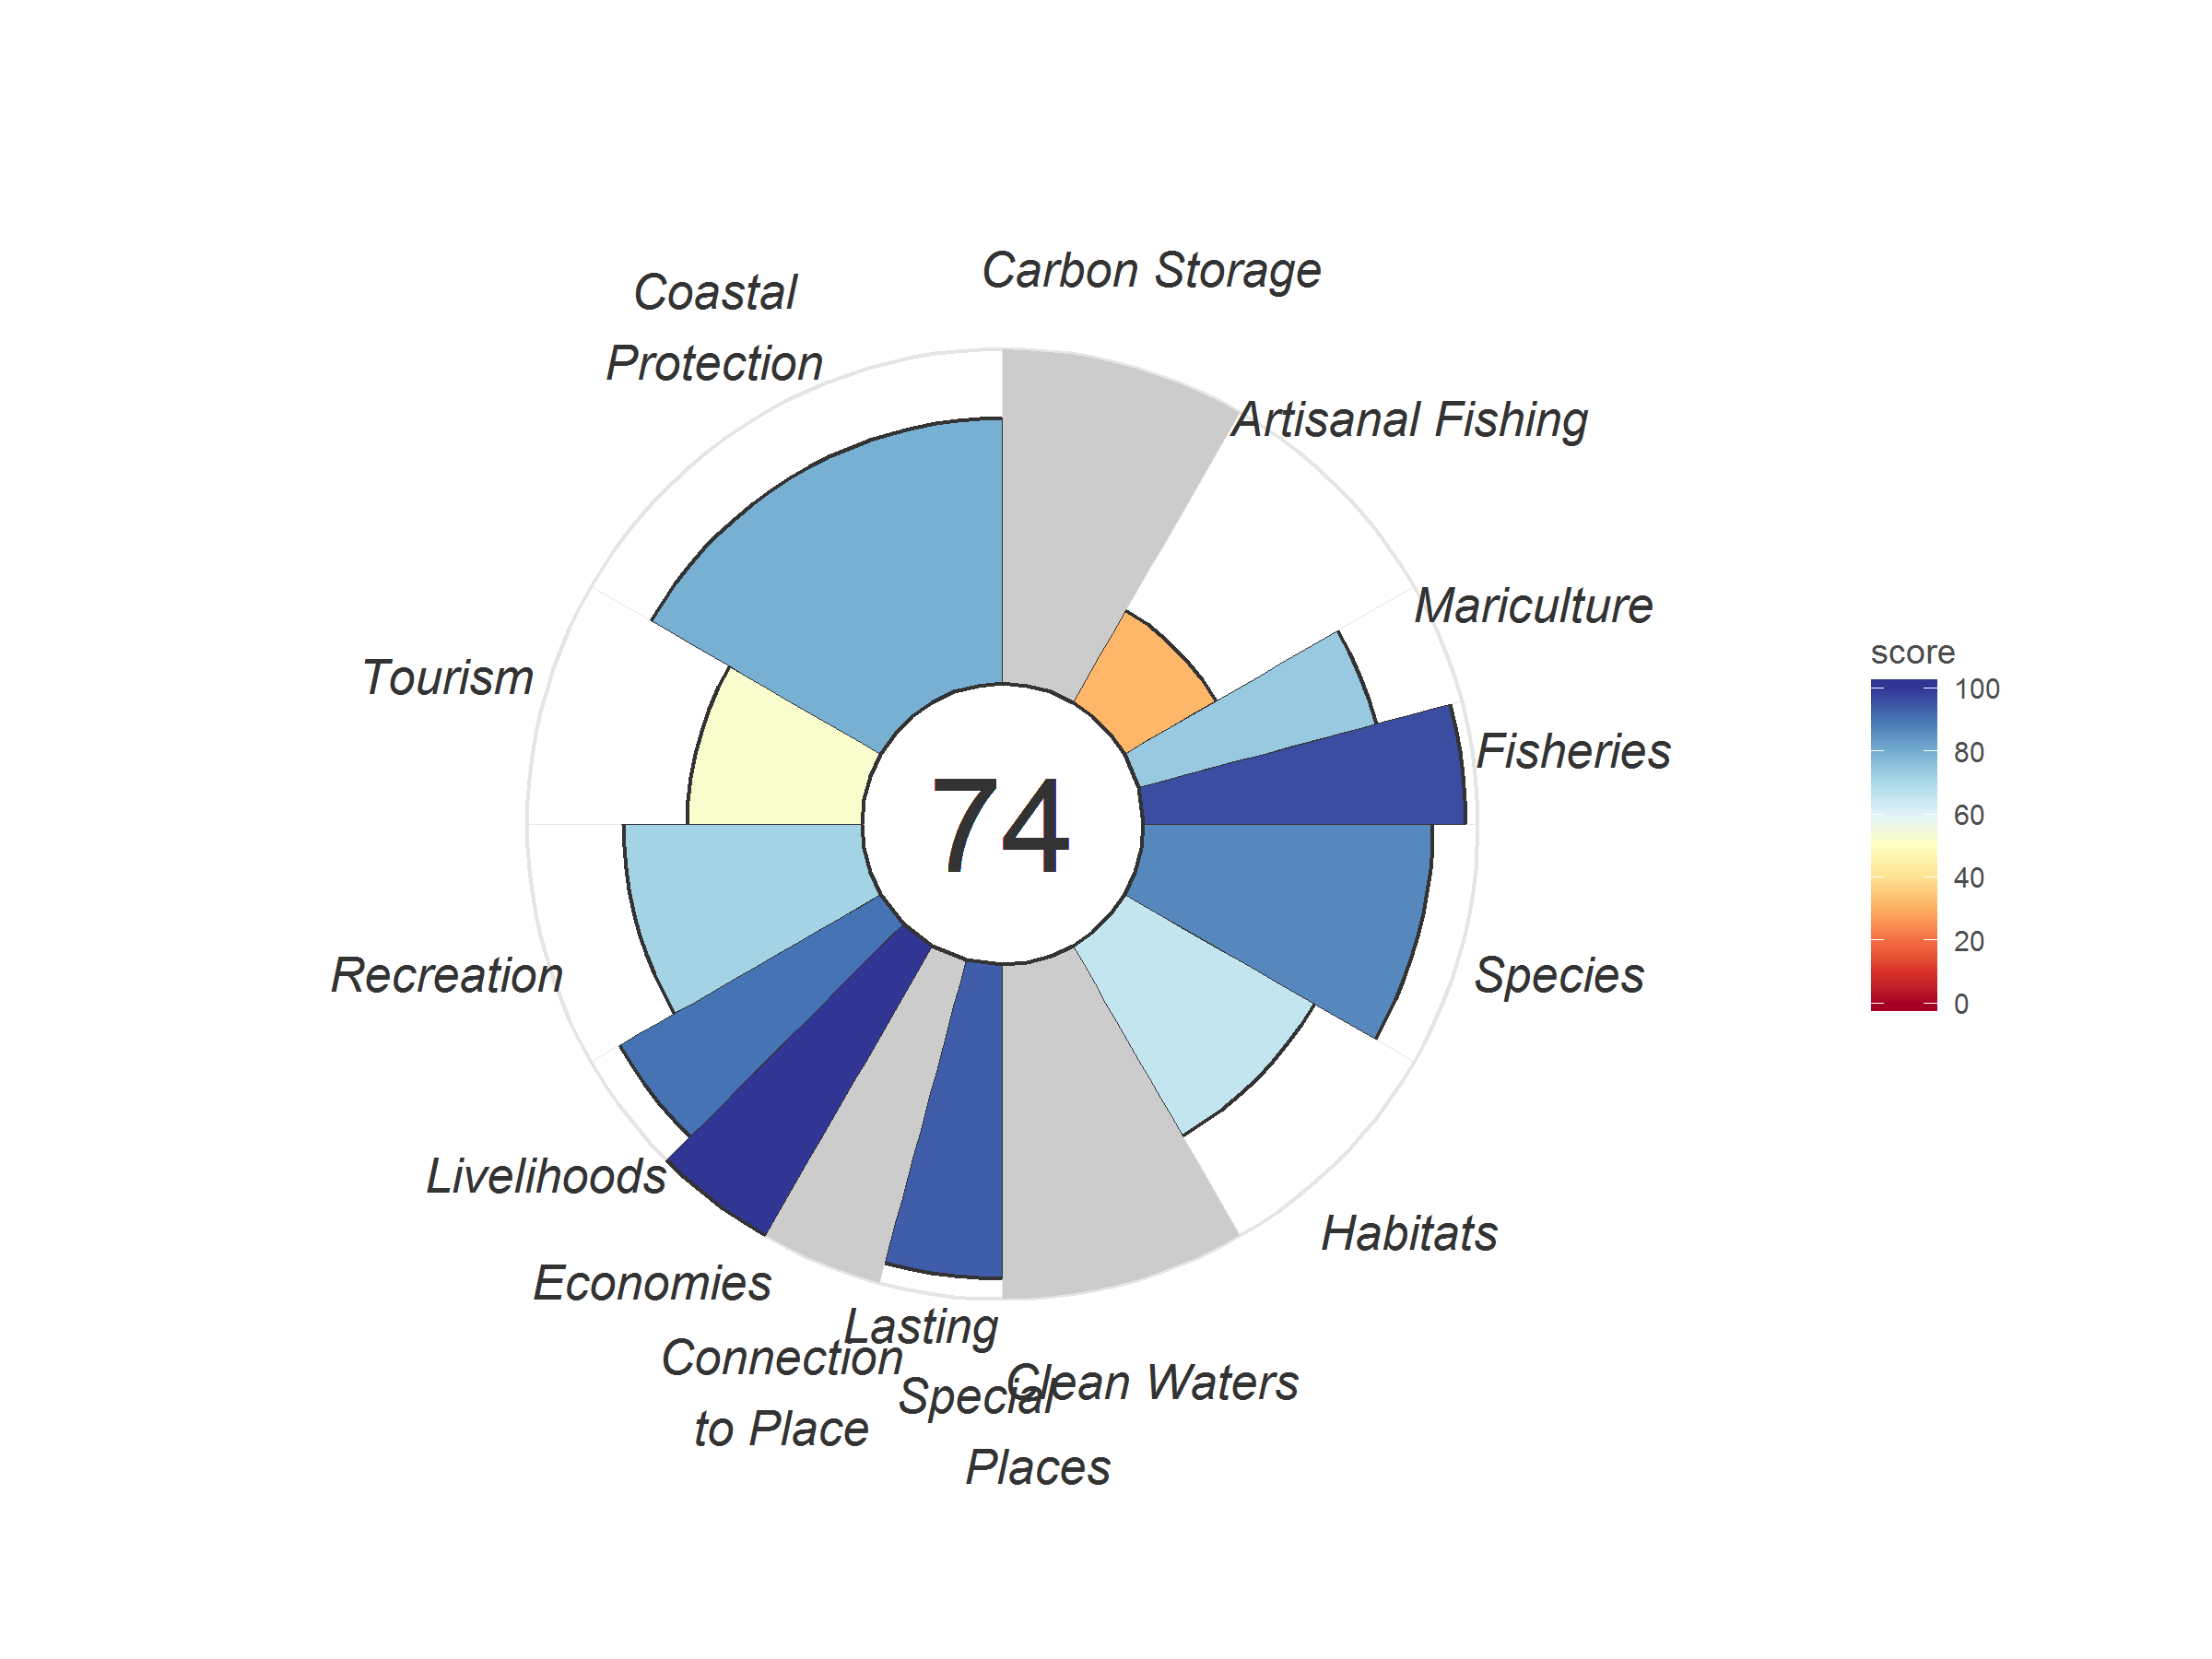 Carbon Storage
Coastal
Protection
Artisanal Fishing
Mariculture
Fisheries
Tourism
74
Recreation
Species
Livelihoods
Habitats
Economies
Lasting
Special
Places
Connection
to Place
Clean Waters
score
100
80
60
40
20
0